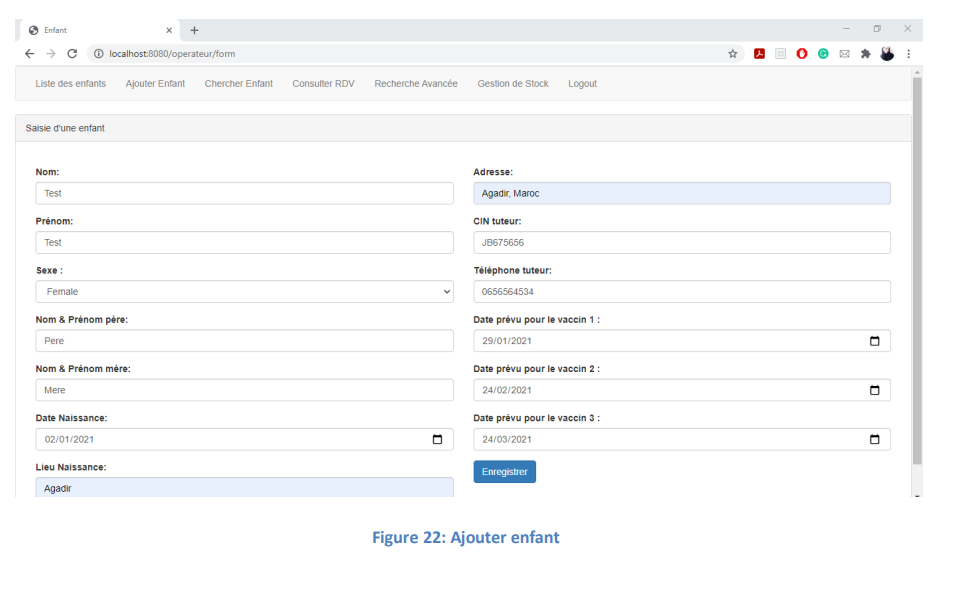 Enfant
localhost:8080/operateur/form
Liste des enfants Ajouter Enfant Chercher Enfant Consulter RDV Recherche Avancée Gestion de Stock Logout
Saisie d'une enfant
Nom:
Test
Prénom:
Test
Sexe :
Female
Nom & Prénom père:
Pere
Nom & Prénom mère:
Mere
Date Naissance:
02/01/2021
Lieu Naissance:
Agadir
Adresse:
Agadir, Maroc
CIN tuteur:
JB675656
Téléphone tuteur:
0656564534
Date prévu pour le vaccin 1 :
29/01/2021
Date prévu pour le vaccin 2 :
24/02/2021
Date prévu pour le vaccin 3 :
24/03/2021
Enregistrer
Figure 22: Ajouter enfant